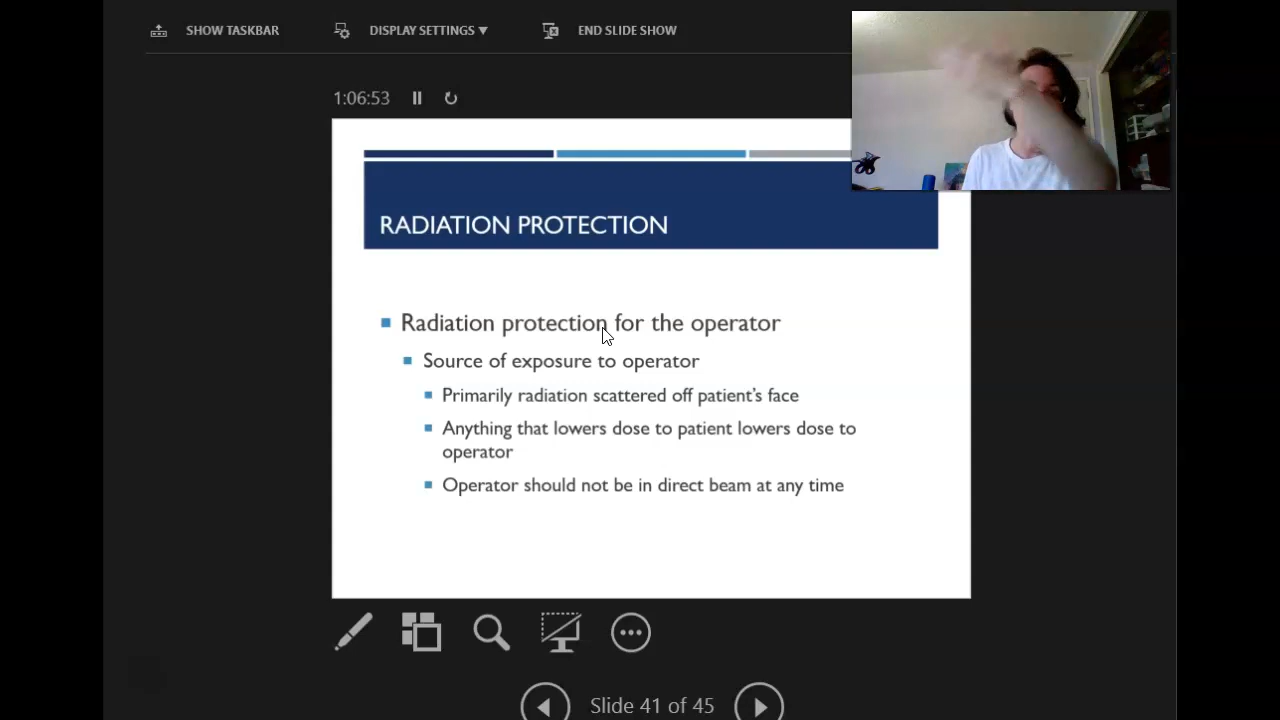 SHOW TASKBAR DISPLAY SETTINGS ▼ END SLIDE SHOW
1:06:53
RADIATION PROTECTION
Radiation protection for the operator
Source of exposure to operator
Primarily radiation scattered off patient's face
Anything that lowers dose to patient lowers dose to
operator
Operator should not be in direct beam at any time
Slide 41 of 45